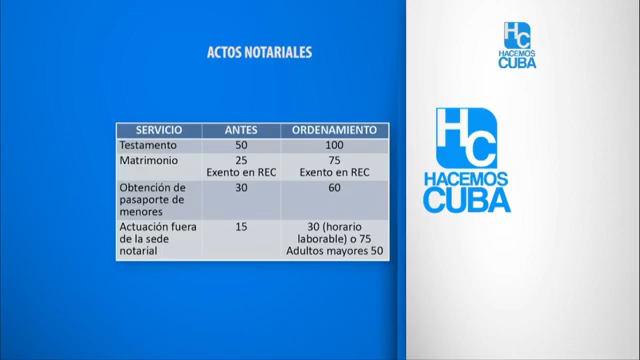 ACTOS NOTARIALES
HC
HACEMOS
CUBA
SERVICIO ANTES ORDENAMIENTO
Testamento 50 100
Matrimonio 25 75
Exento en REC Exento en REC
Obtención de 30 60
pasaporte de
menores
Actuación fuera 15 30 (horario
de la sede laborable) o 75
notarial Adultos mayores 50
HC
HACEMOS
CUBA